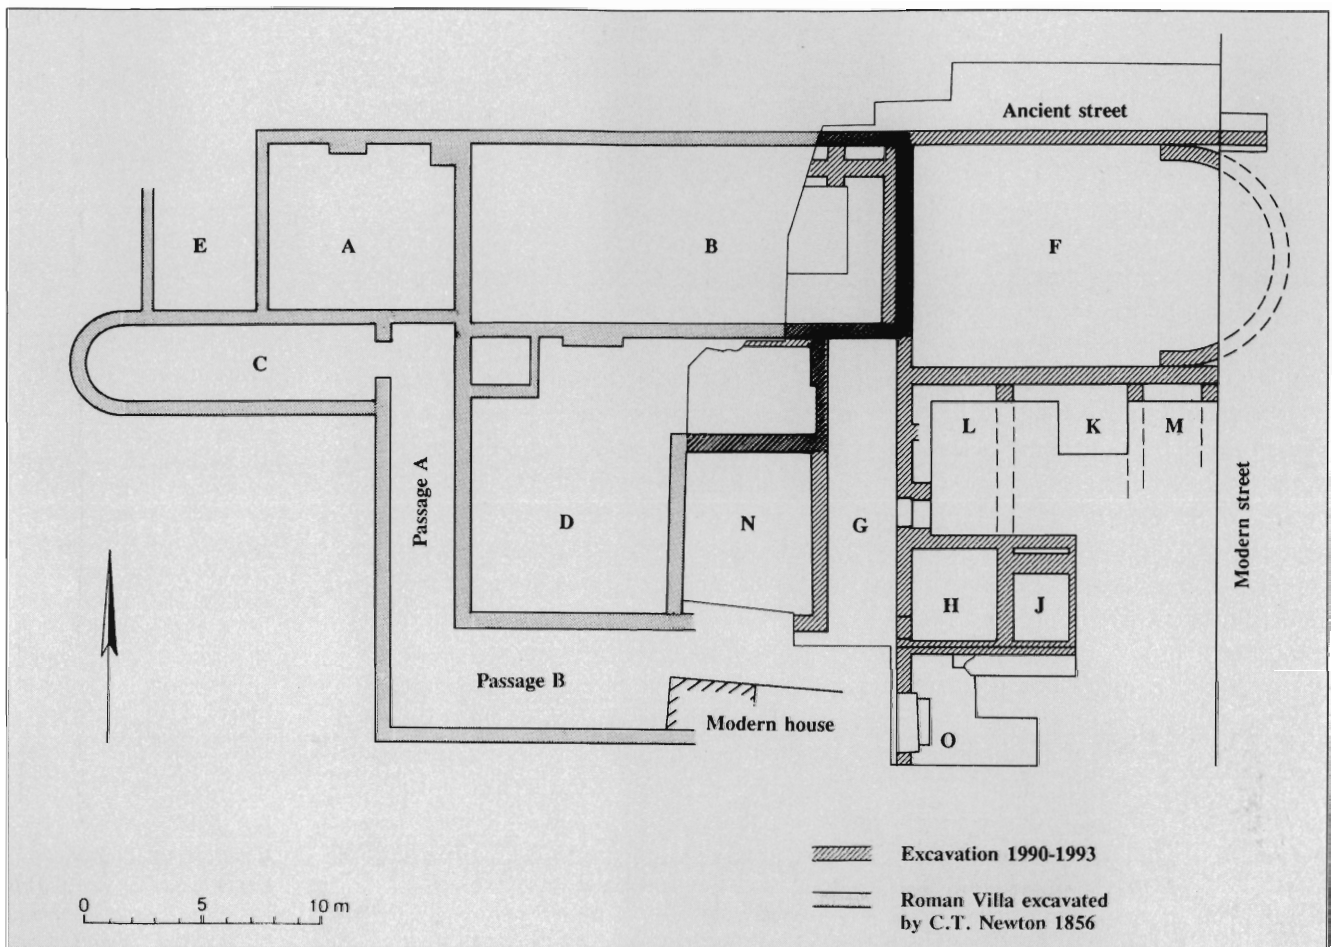 Ancient street
E
A
B
F
C
L
K
M
Passage A
D
N
G
Modern street
H
J
Passage B
Modern house
O
Excavation 1990-1993
0 5 10 m
Roman Villa excavated
by C.T. Newton 1856